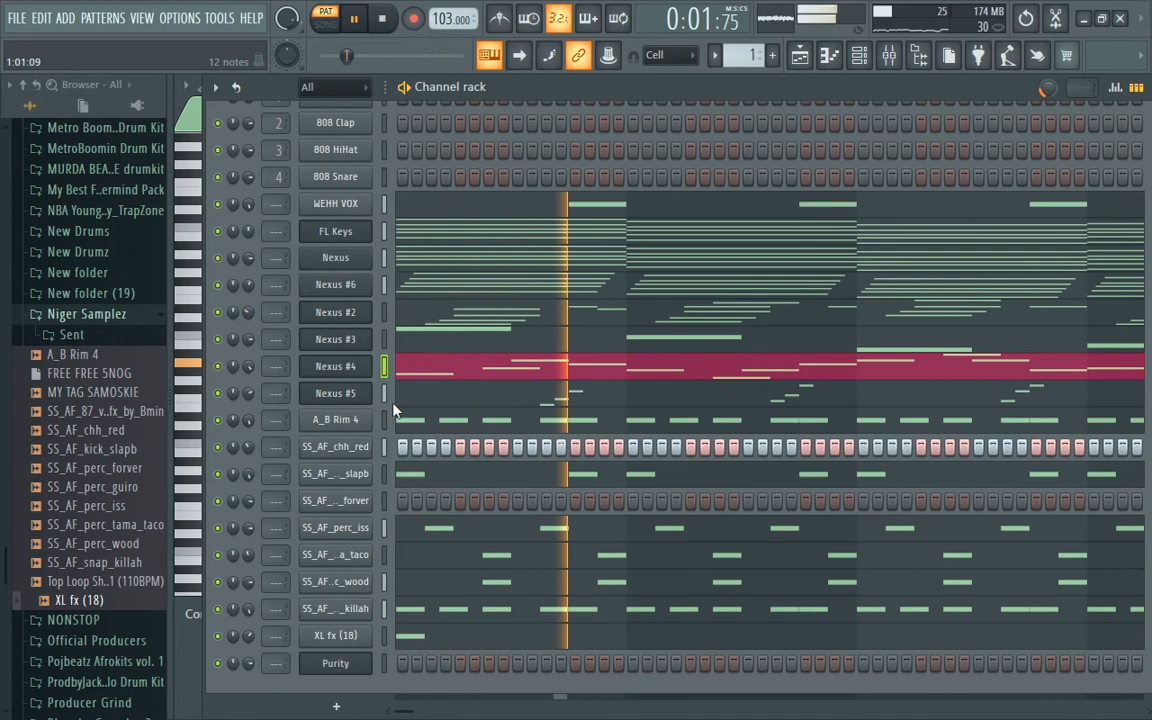 FILE EDIT ADD PATTERNS VIEW OPTIONS TOOLS HELP
PAT
SONG
103.000
3.2.
0:01:75
M:S:CS
25
174 MB
30
1:01:09
12 notes
Cell
1
Browser - All
All
Channel rack
Metro Boom..Drum Kit
MetroBoomin Drum Kit
MURDA BEA..E drumkit
My Best F..ermind Pack
NBA Young..y_TrapZone
New Drums
New Drumz
New folder
New folder (19)
Niger Samplez
Sent
A_B Rim 4
FREE FREE 5NOG
MY TAG SAMOSKIE
SS_AF_87_v..fx_by_Bmin
SS_AF_chh_red
SS_AF_kick_slapb
SS_AF_perc_forver
SS_AF_perc_guiro
SS_AF_perc_iss
SS_AF_perc_tama_taco
SS_AF_perc_wood
SS_AF_snap_killah
Top Loop Sh..1 (110BPM)
XL fx (18)
NONSTOP
Official Producers
Pojbeatz Afrokits vol. 1
ProdbyJack..lo Drum Kit
Producer Grind
2 808 Clap
3 808 HiHat
4 808 Snare
--- WEHH VOX
--- FL Keys
--- Nexus
--- Nexus #6
--- Nexus #2
--- Nexus #3
--- Nexus #4
--- Nexus #5
--- A_B Rim 4
--- SS_AF_chh_red
--- SS_AF_.._slapb
--- SS_AF_.._forver
--- SS_AF_perc_iss
--- SS_AF_..a_taco
--- SS_AF..c_wood
--- SS_AF_.._killah
--- XL fx (18)
--- Purity
Co
+